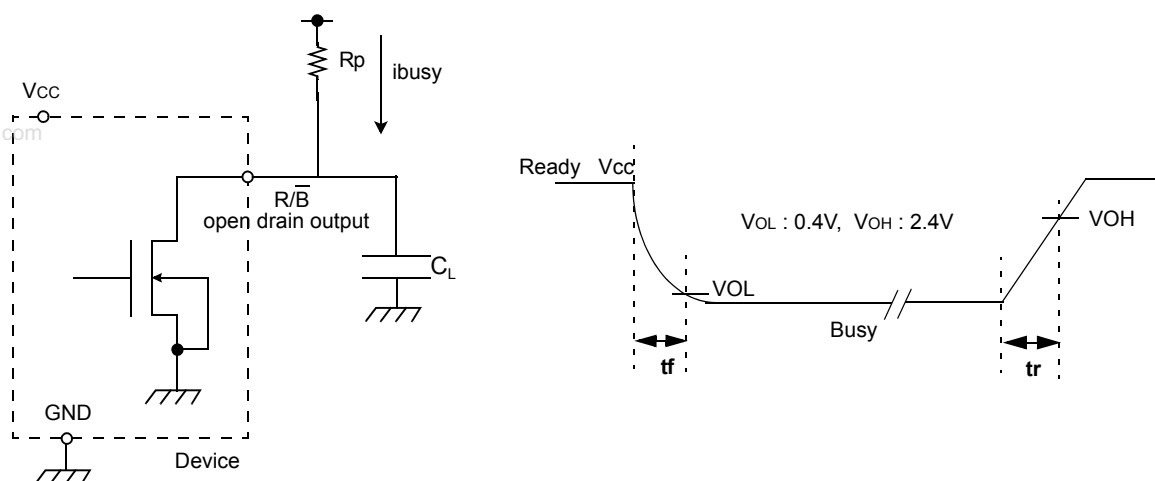 Rp
ibusy
VCC
com
Ready Vcc
R/B̅
open drain output
VOL : 0.4V, VOH : 2.4V
VOH
CL
VOL
Busy
tf
tr
GND
Device